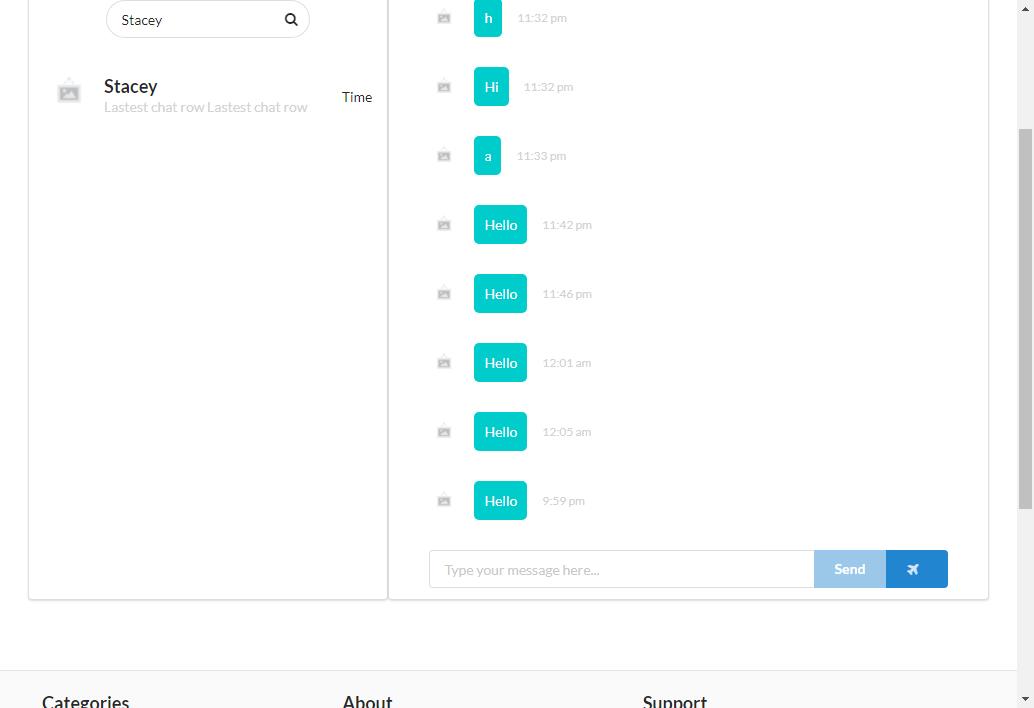 Stacey
Stacey
Lastest chat row Lastest chat row
Time
h 11:32 pm
Hi 11:32 pm
a 11:33 pm
Hello 11:42 pm
Hello 11:46 pm
Hello 12:01 am
Hello 12:05 am
Hello 9:59 pm
Type your message here... Send
Categories About Support